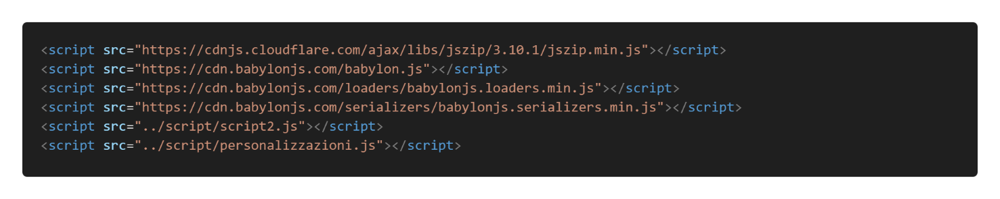 <script src="https://cdnjs.cloudflare.com/ajax/libs/jszip/3.10.1/jszip.min.js"></script>
<script src="https://cdn.babylonjs.com/babylon.js"></script>
<script src="https://cdn.babylonjs.com/loaders/babylonjs.loaders.min.js"></script>
<script src="https://cdn.babylonjs.com/serializers/babylonjs.serializers.min.js"></script>
<script src="../script/script2.js"></script>
<script src="../script/personalizzazioni.js"></script>